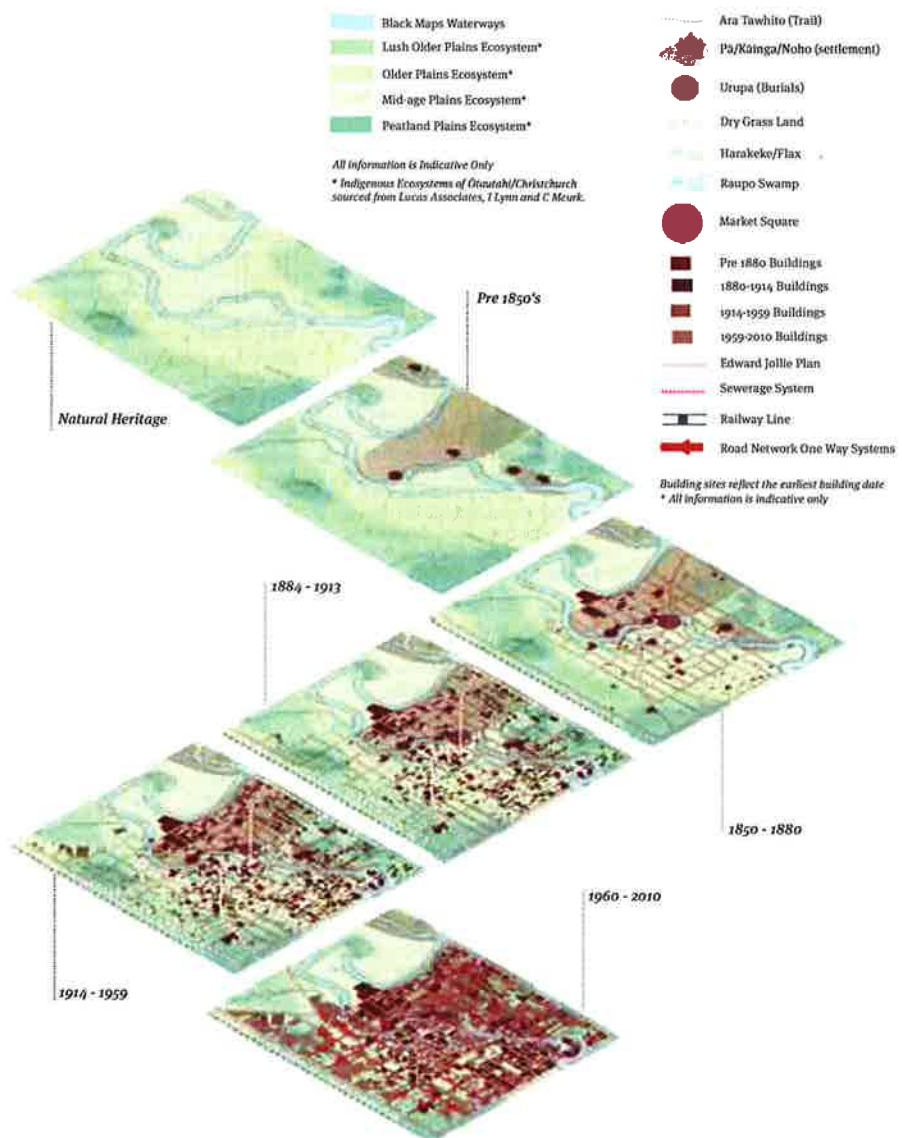 Black Maps Waterways
Lush Older Plains Ecosystem*
Older Plains Ecosystem*
Mid-age Plains Ecosystem*
Peatland Plains Ecosystem*
All information is Indicative Only
* Indigenous Ecosystems of Ōtautahi/Christchurch
sourced from Lucas Associates, I Lynn and C Meurk.
Ara Tawhito (Trail)
Pā/Kāinga/Noho (settlement)
Urupa (Burials)
Dry Grass Land
Harakeke/Flax
Raupo Swamp
Market Square
Pre 1880 Buildings
1880-1914 Buildings
1914-1959 Buildings
1959-2010 Buildings
Edward Jollie Plan
Sewerage System
Railway Line
Road Network One Way Systems
Building sites reflect the earliest building date
* All information is indicative only
Pre 1850's
Natural Heritage
1884 - 1913
1850 - 1880
1914 - 1959
1960 - 2010